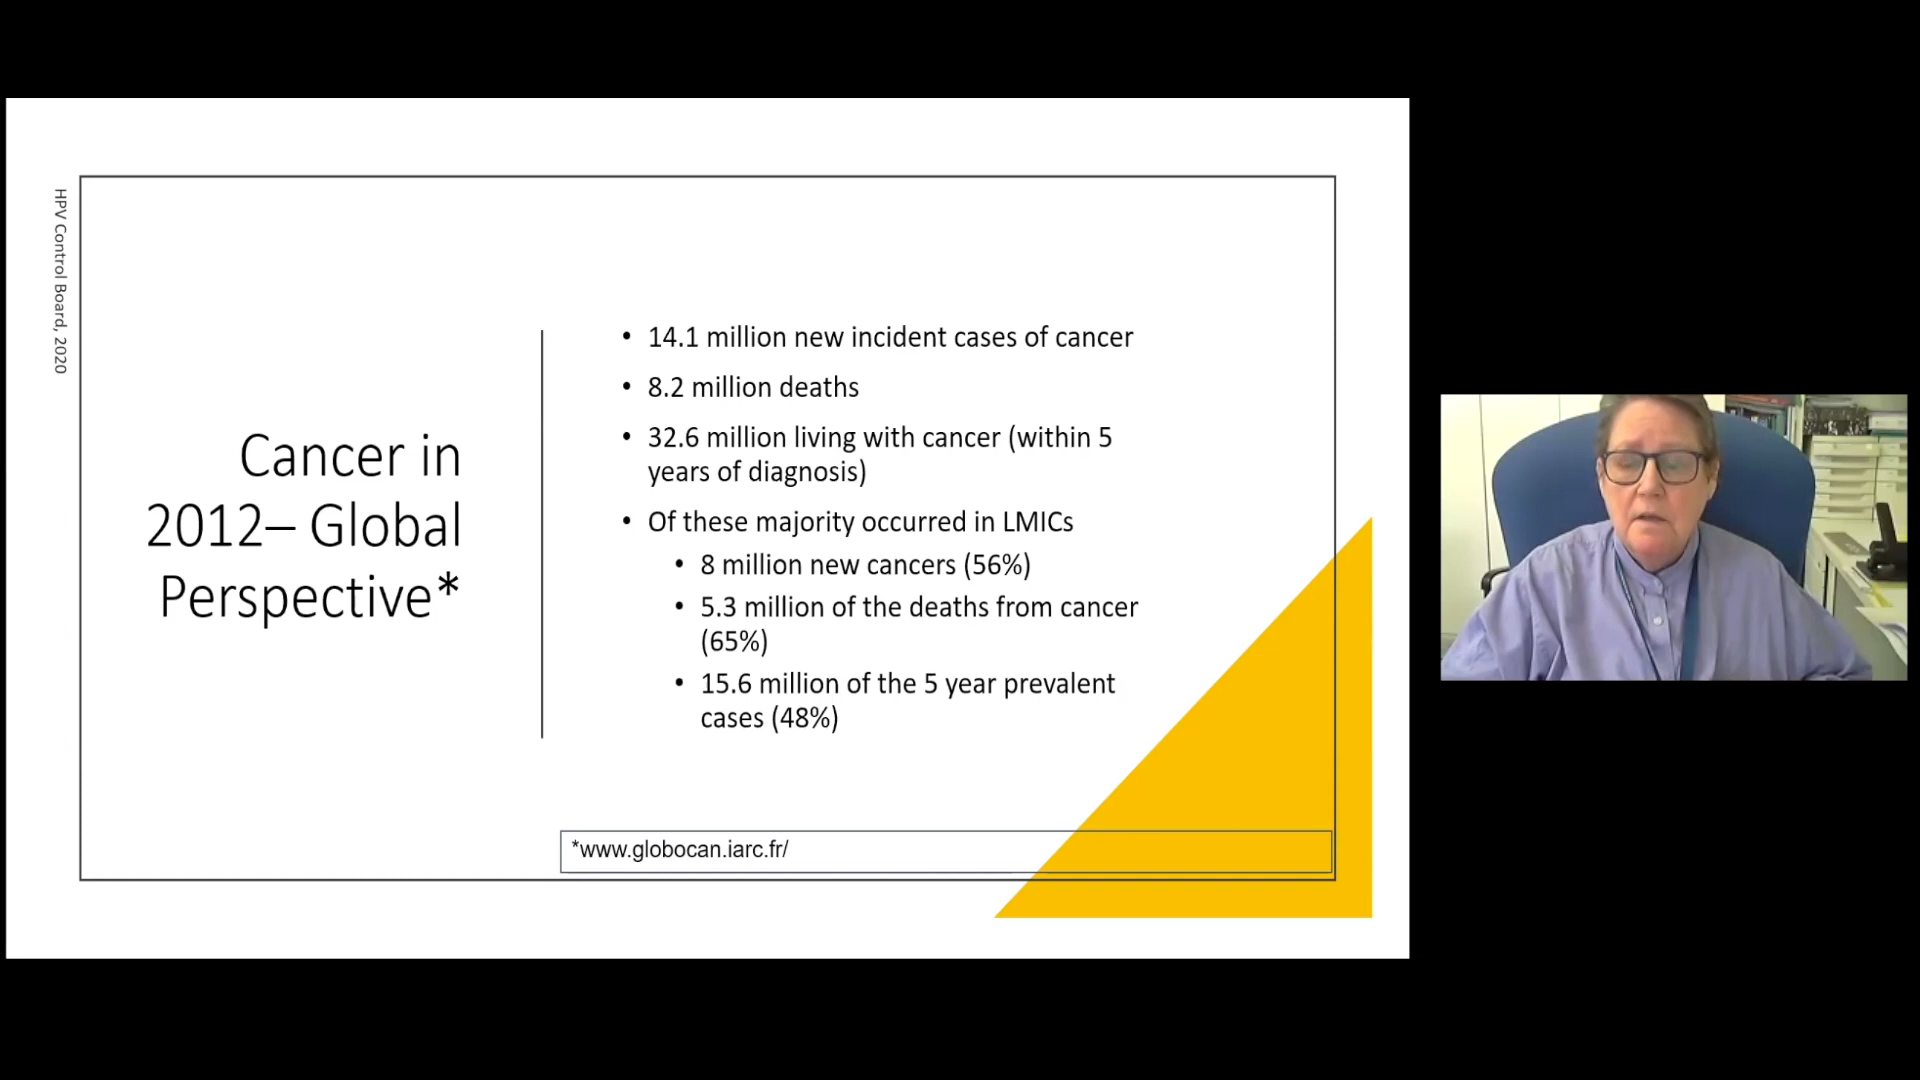 HPV Control Board, 2020
Cancer in
2012– Global
Perspective*
• 14.1 million new incident cases of cancer
• 8.2 million deaths
• 32.6 million living with cancer (within 5
years of diagnosis)
• Of these majority occurred in LMICs
• 8 million new cancers (56%)
• 5.3 million of the deaths from cancer
(65%)
• 15.6 million of the 5 year prevalent
cases (48%)
*www.globocan.iarc.fr/